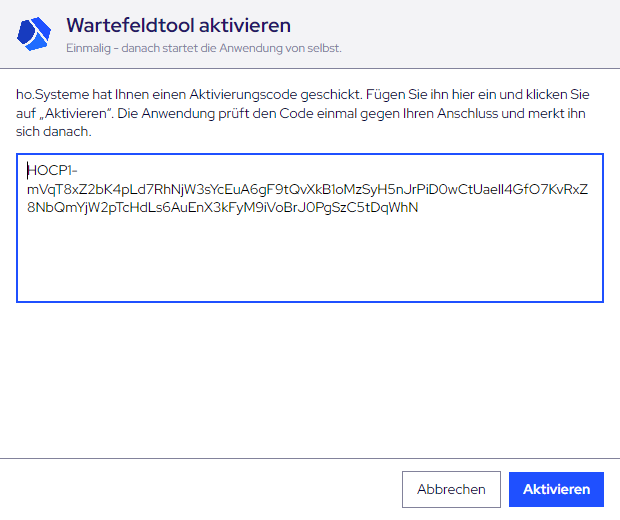 Wartefeldtool aktivieren
Einmalig - danach startet die Anwendung von selbst.
ho.Systeme hat Ihnen einen Aktivierungscode geschickt. Fügen Sie ihn hier ein und klicken Sie
auf „Aktivieren“. Die Anwendung prüft den Code einmal gegen Ihren Anschluss und merkt ihn
sich danach.
HOCP1-
mVqT8xZ2bK4pLd7RhNjW3sYcEuA6gF9tQvXkB1oMzSyH5nJrPiD0wCtUaeIl4GfO7KvRxZ
8NbQmYjW2pTcHdLs6AuEnX3kFyM9iVoBrJ0PgSzC5tDqWhN
Abbrechen
Aktivieren